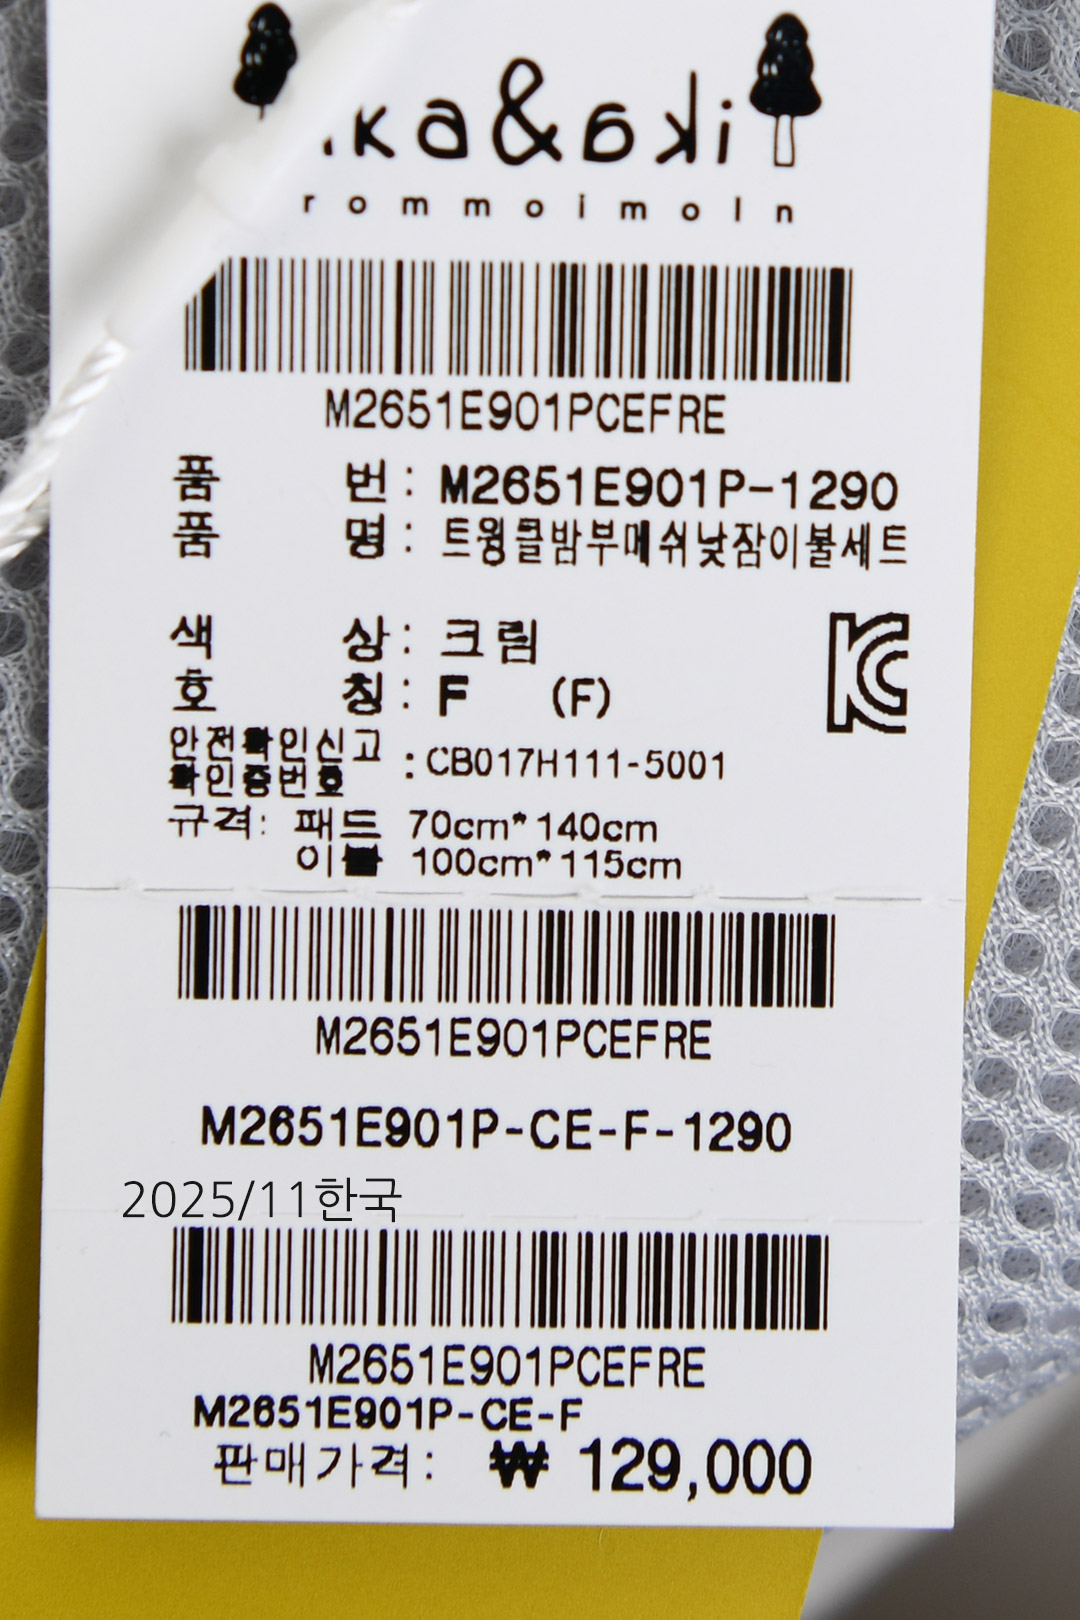 ka&aki
rommoimoln
M2651E901PCEFRE
품 번 : M2651E901P-1290
품 명 : 트윙클밤부메쉬낮잠이불세트
색 상 : 크림
호 칭 : F (F)
안전확인신고
확인증번호 : CB017H111-5001
규격: 패드 70cm*140cm
이불 100cm*115cm
M2651E901PCEFRE
M2651E901P-CE-F-1290
2025/11한국
M2651E901PCEFRE
M2651E901P-CE-F
판매가격: ₩ 129,000